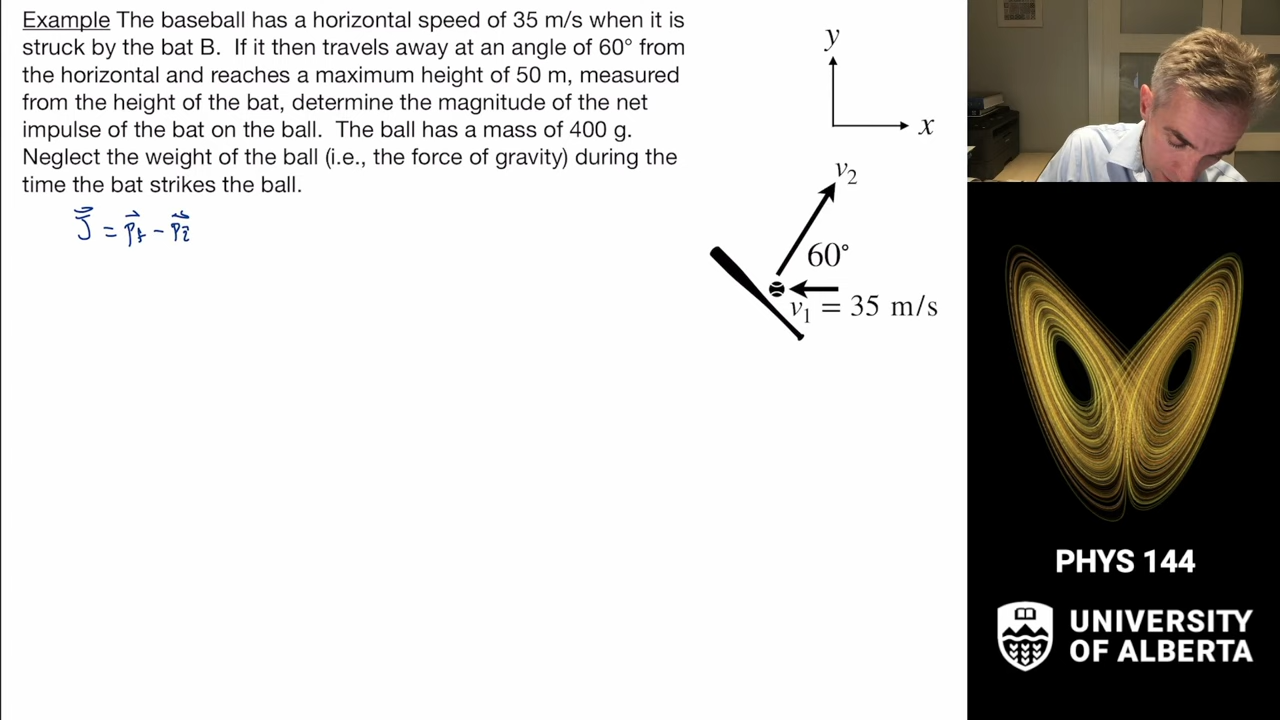 Example The baseball has a horizontal speed of 35 m/s when it is
struck by the bat B. If it then travels away at an angle of 60° from
the horizontal and reaches a maximum height of 50 m, measured
from the height of the bat, determine the magnitude of the net
impulse of the bat on the ball. The ball has a mass of 400 g.
Neglect the weight of the ball (i.e., the force of gravity) during the
time the bat strikes the ball.
J⃗ = p⃗f − p⃗i
y
x
v₂
60°
v₁ = 35 m/s
PHYS 144
UNIVERSITY
OF ALBERTA